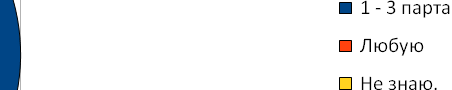 1 - 3 парта
Любую
Не знаю.